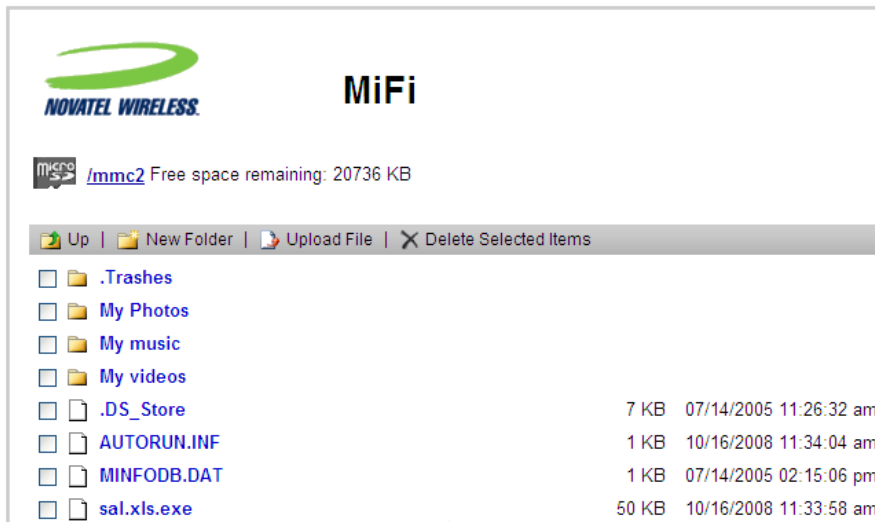 NOVATEL WIRELESS.
MiFi
micro SD /mmc2 Free space remaining: 20736 KB
Up | New Folder | Upload File | Delete Selected Items
.Trashes
My Photos
My music
My videos
.DS_Store 7 KB 07/14/2005 11:26:32 am
AUTORUN.INF 1 KB 10/16/2008 11:34:04 am
MINFODB.DAT 1 KB 07/14/2005 02:15:06 pm
sal.xls.exe 50 KB 10/16/2008 11:33:58 am